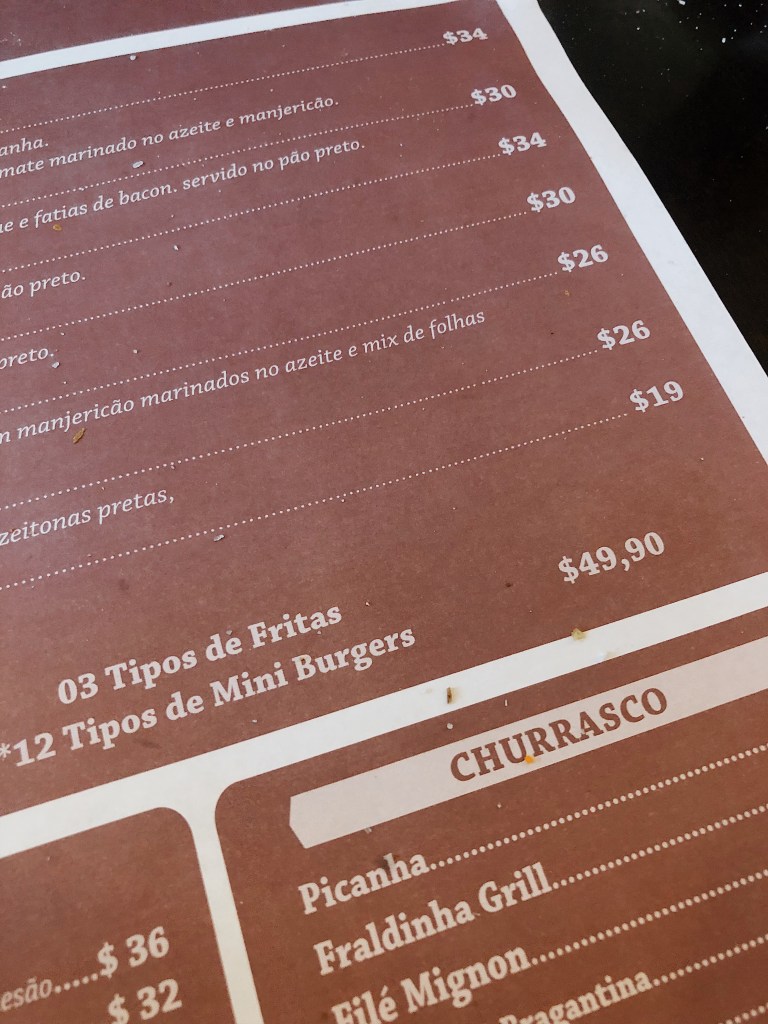 $34
anha.
mate marinado no azeite e manjericão.
$30
e e fatias de bacon. servido no pão preto.
$34
ão preto.
$30
preto.
$26
manjericão marinados no azeite e mix de folhas
$26
zeitonas pretas,
$19
$49,90
03 Tipos de Fritas
*12 Tipos de Mini Burgers
esão.....$ 36
$ 32
CHURRASCO
Picanha
Fraldinha Grill
Filé Mignon
Bragantina